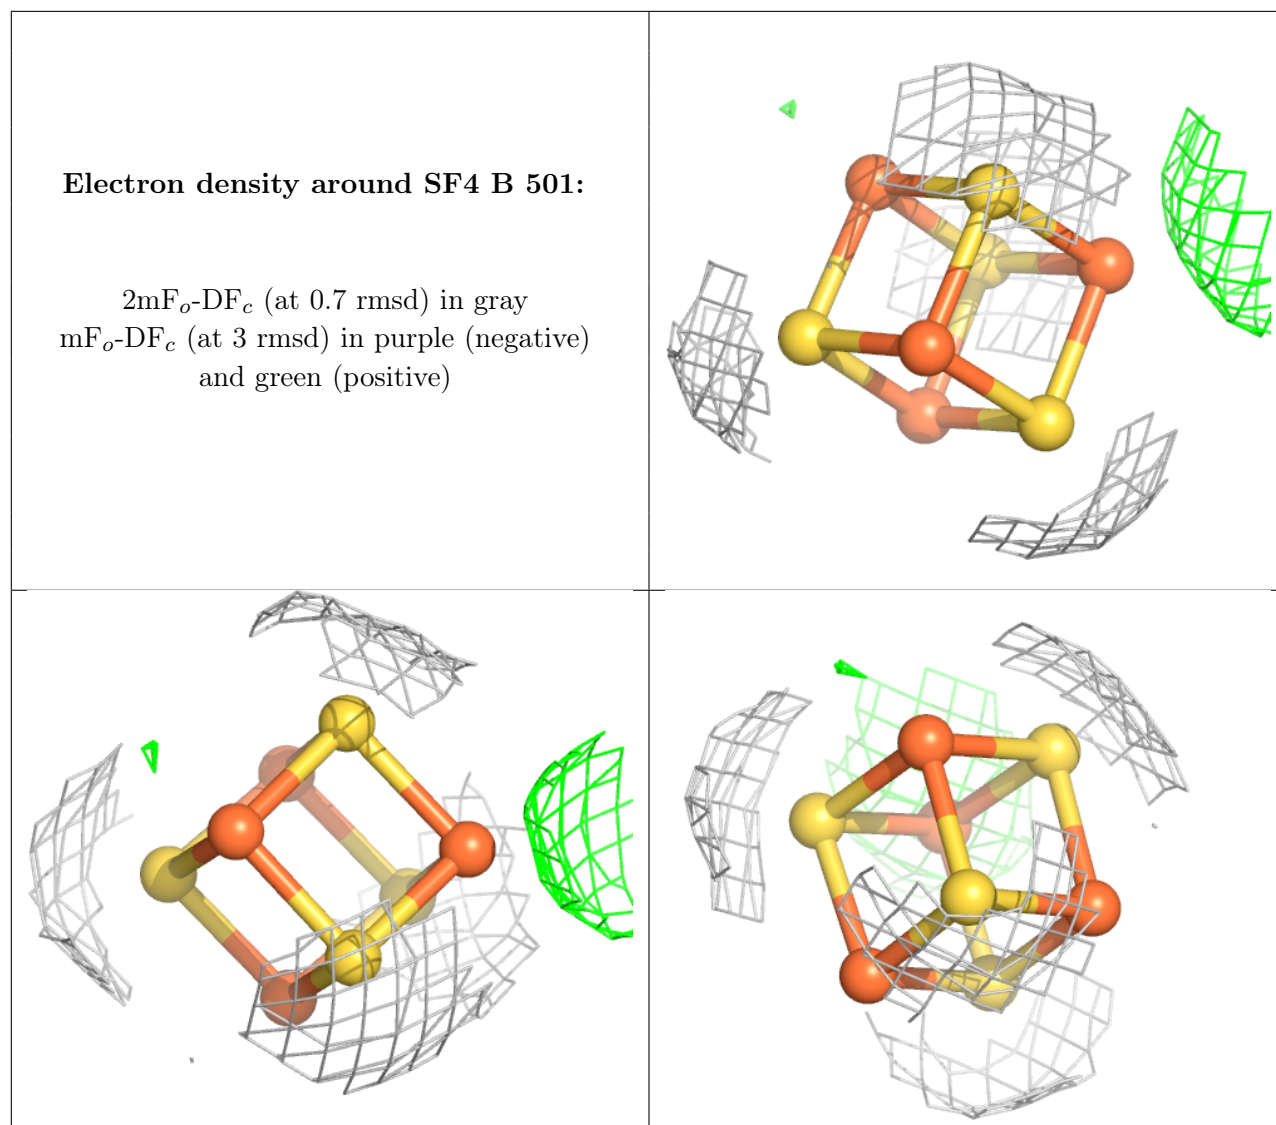 Electron density around SF4 B 501:
2mFₒ-DF𝒸 (at 0.7 rmsd) in gray
mFₒ-DF𝒸 (at 3 rmsd) in purple (negative)
and green (positive)